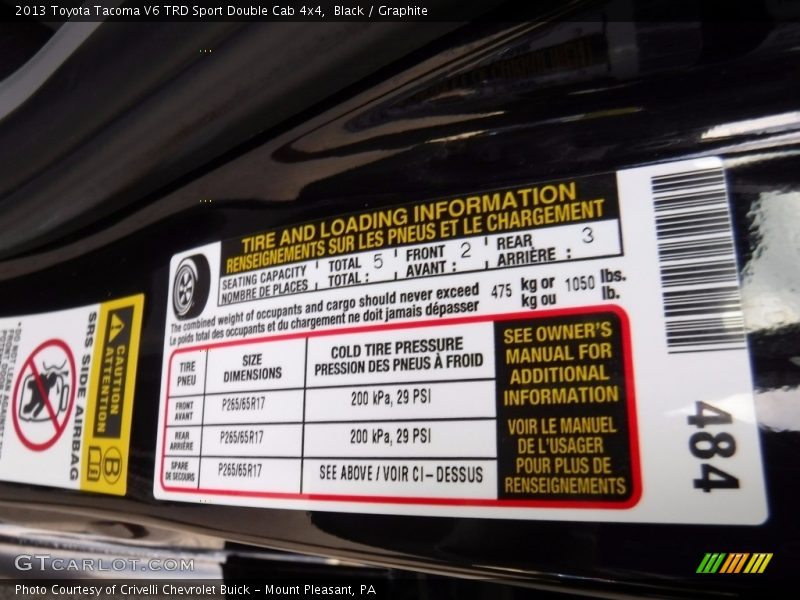 2013 Toyota Tacoma V6 TRD Sport Double Cab 4x4, Black / Graphite
TIRE AND LOADING INFORMATION
RENSEIGNEMENTS SUR LES PNEUS ET LE CHARGEMENT
SEATING CAPACITY
NOMBRE DE PLACES
TOTAL
TOTAL : 5
FRONT
AVANT : 2
REAR
ARRIÈRE : 3
The combined weight of occupants and cargo should never exceed
Le poids total des occupants et du chargement ne doit jamais dépasser
475 kg or 1050 lbs.
kg ou lb.
TIRE
PNEU
SIZE
DIMENSIONS
COLD TIRE PRESSURE
PRESSION DES PNEUS À FROID
FRONT
AVANT
P265/65R17
200 kPa, 29 PSI
REAR
ARRIÈRE
P265/65R17
200 kPa, 29 PSI
SPARE
DE SECOURS
P265/65R17
SEE ABOVE / VOIR CI-DESSUS
SEE OWNER'S
MANUAL FOR
ADDITIONAL
INFORMATION
VOIR LE MANUEL
DE L'USAGER
POUR PLUS DE
RENSEIGNEMENTS
484
CAUTION
ATTENTION
B
SRS SIDE AIRBAG
GTCARLOT.COM
Photo Courtesy of Crivelli Chevrolet Buick - Mount Pleasant, PA